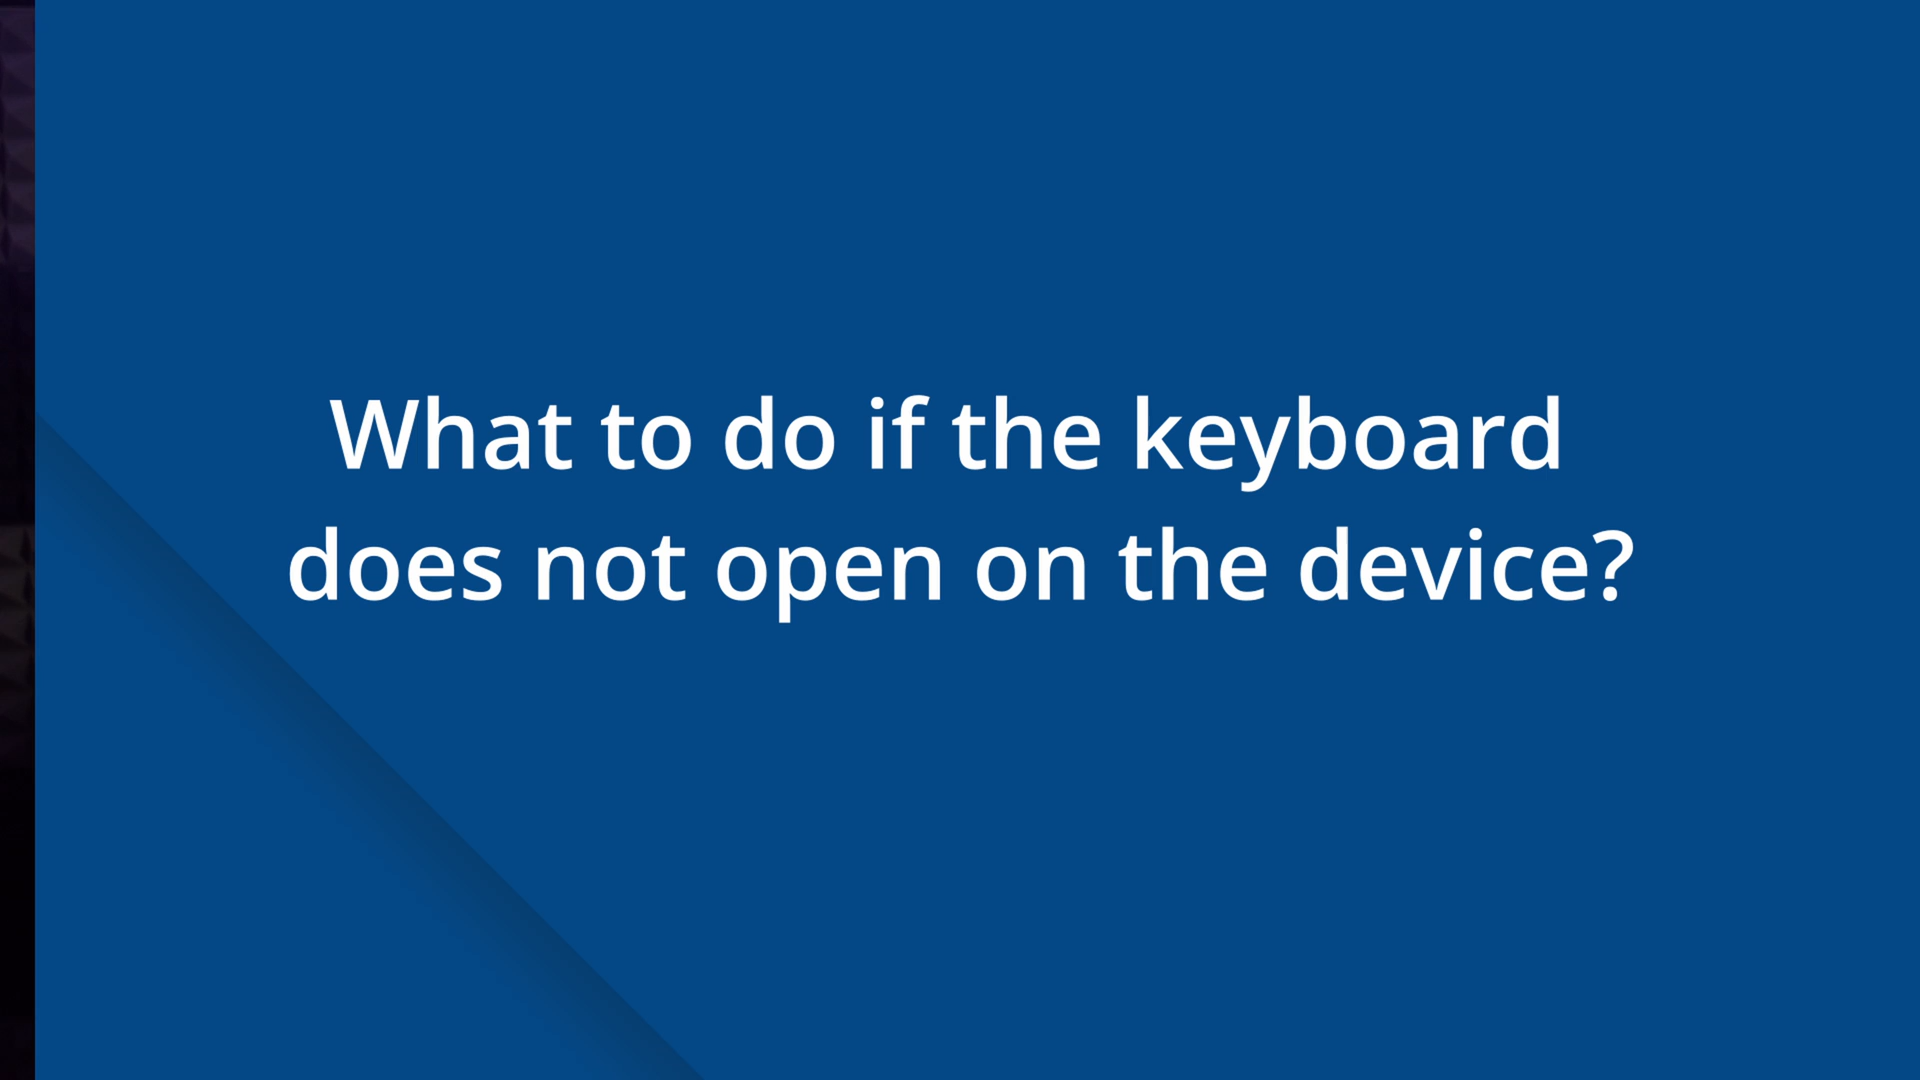 What to do if the keyboard
does not open on the device?